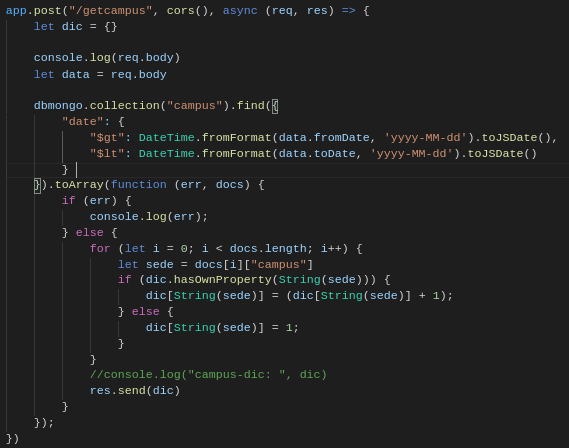 app.post("/getcampus", cors(), async (req, res) => {
    let dic = {}

    console.log(req.body)
    let data = req.body

    dbmongo.collection("campus").find({
        "date": {
            "$gt": DateTime.fromFormat(data.fromDate, 'yyyy-MM-dd').toJSDate(),
            "$lt": DateTime.fromFormat(data.toDate, 'yyyy-MM-dd').toJSDate()
        }
    }).toArray(function (err, docs) {
        if (err) {
            console.log(err);
        } else {
            for (let i = 0; i < docs.length; i++) {
                let sede = docs[i]["campus"]
                if (dic.hasOwnProperty(String(sede))) {
                    dic[String(sede)] = (dic[String(sede)] + 1);
                } else {
                    dic[String(sede)] = 1;
                }
            }
            //console.log("campus-dic: ", dic)
            res.send(dic)
        }
    });
})